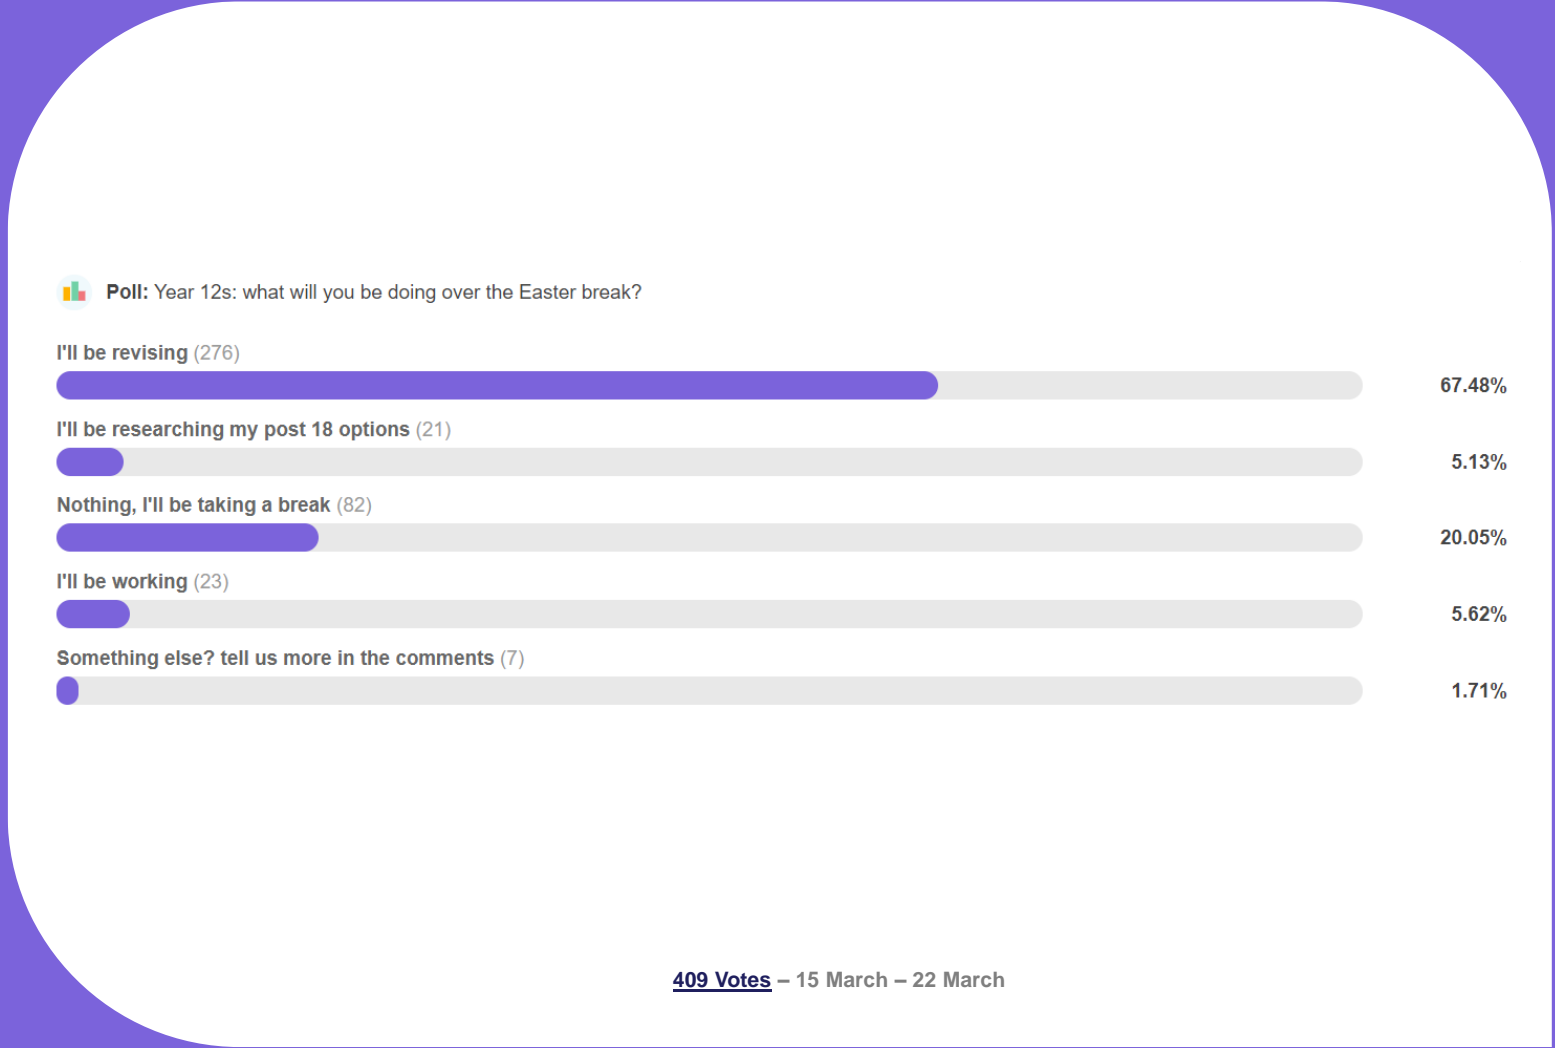 Poll: Year 12s: what will you be doing over the Easter break?
I'll be revising (276)
67.48%
I'll be researching my post 18 options (21)
5.13%
Nothing, I'll be taking a break (82)
20.05%
I'll be working (23)
5.62%
Something else? tell us more in the comments (7)
1.71%
409 Votes – 15 March – 22 March